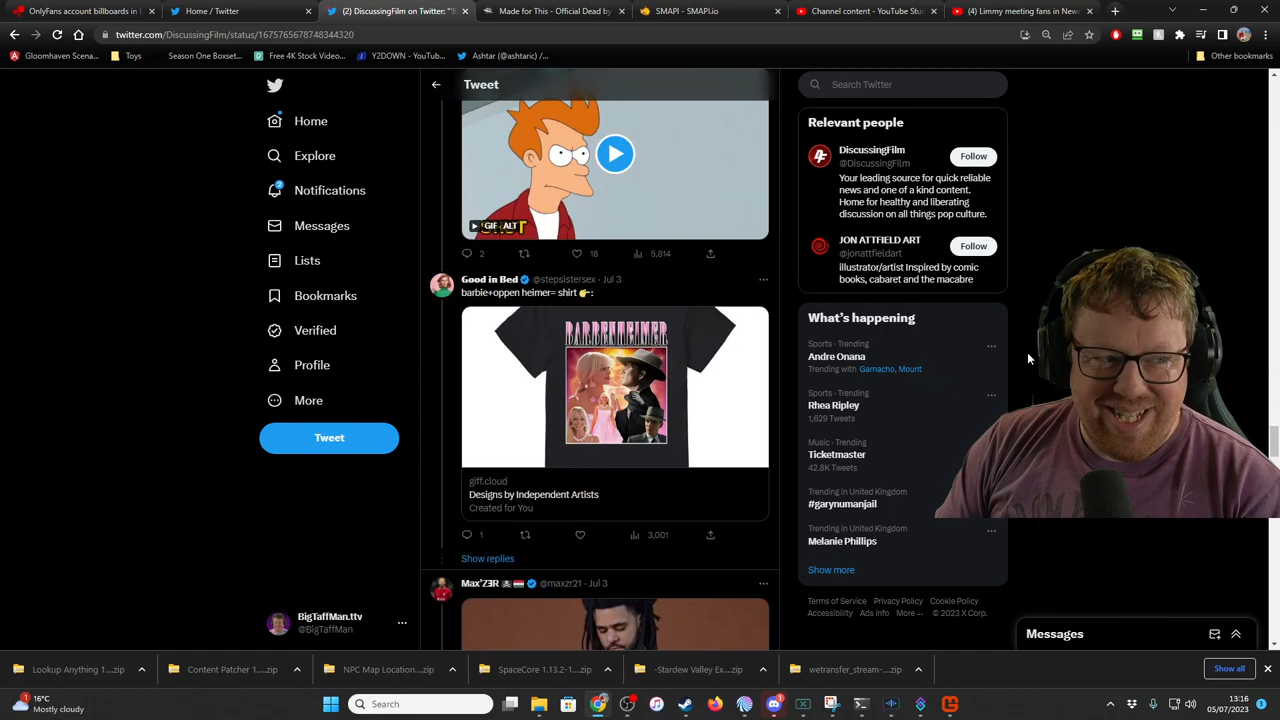 OnlyFans account billboards in l
Home / Twitter
(2) DiscussingFilm on Twitter: "B
Made for This - Official Dead by
SMAPI - SMAPI.io
Channel content - YouTube Stud
(4) Limmy meeting fans in Newc
twitter.com/DiscussingFilm/status/1675765678748344320
Gloomhaven Scena...
Toys
Season One Boxset...
Free 4K Stock Video...
Y2DOWN - YouTub...
Ashtar (@ashtaric) /...
Other bookmarks
Home
Explore
2
Notifications
Messages
Lists
Bookmarks
Verified
Profile
More
Tweet
BigTaffMan.ttv
@BigTaffMan
Tweet
GIF ALT
2
18
5,814
Good in Bed @stepsistersex · Jul 3
barbie+oppen heimer= shirt 👉:
BARBENHEIMER
giff.cloud
Designs by Independent Artists
Created for You
1
3,001
Show replies
Max'ZƎR @maxzr21 · Jul 3
Search Twitter
Relevant people
DiscussingFilm
@DiscussingFilm
Follow
Your leading source for quick reliable
news and one of a kind content.
Home for healthy and liberating
discussion on all things pop culture.
JON ATTFIELD ART
@jonattfieldart
Follow
illustrator/artist Inspired by comic
books, cabaret and the macabre
What's happening
Sports · Trending
Andre Onana
Trending with Garnacho, Mount
Sports · Trending
Rhea Ripley
1,629 Tweets
Music · Trending
Ticketmaster
42.8K Tweets
Trending in United Kingdom
#garynumanjail
Trending in United Kingdom
Melanie Phillips
Show more
Terms of Service Privacy Policy Cookie Policy
Accessibility Ads info More ···
© 2023 X Corp.
Messages
Lookup Anything 1....zip
Content Patcher 1....zip
NPC Map Location....zip
SpaceCore 1.13.2-1....zip
-Stardew Valley Ex....zip
wetransfer_stream-....zip
Show all
16°C
Mostly cloudy
Search
13:16
05/07/2023